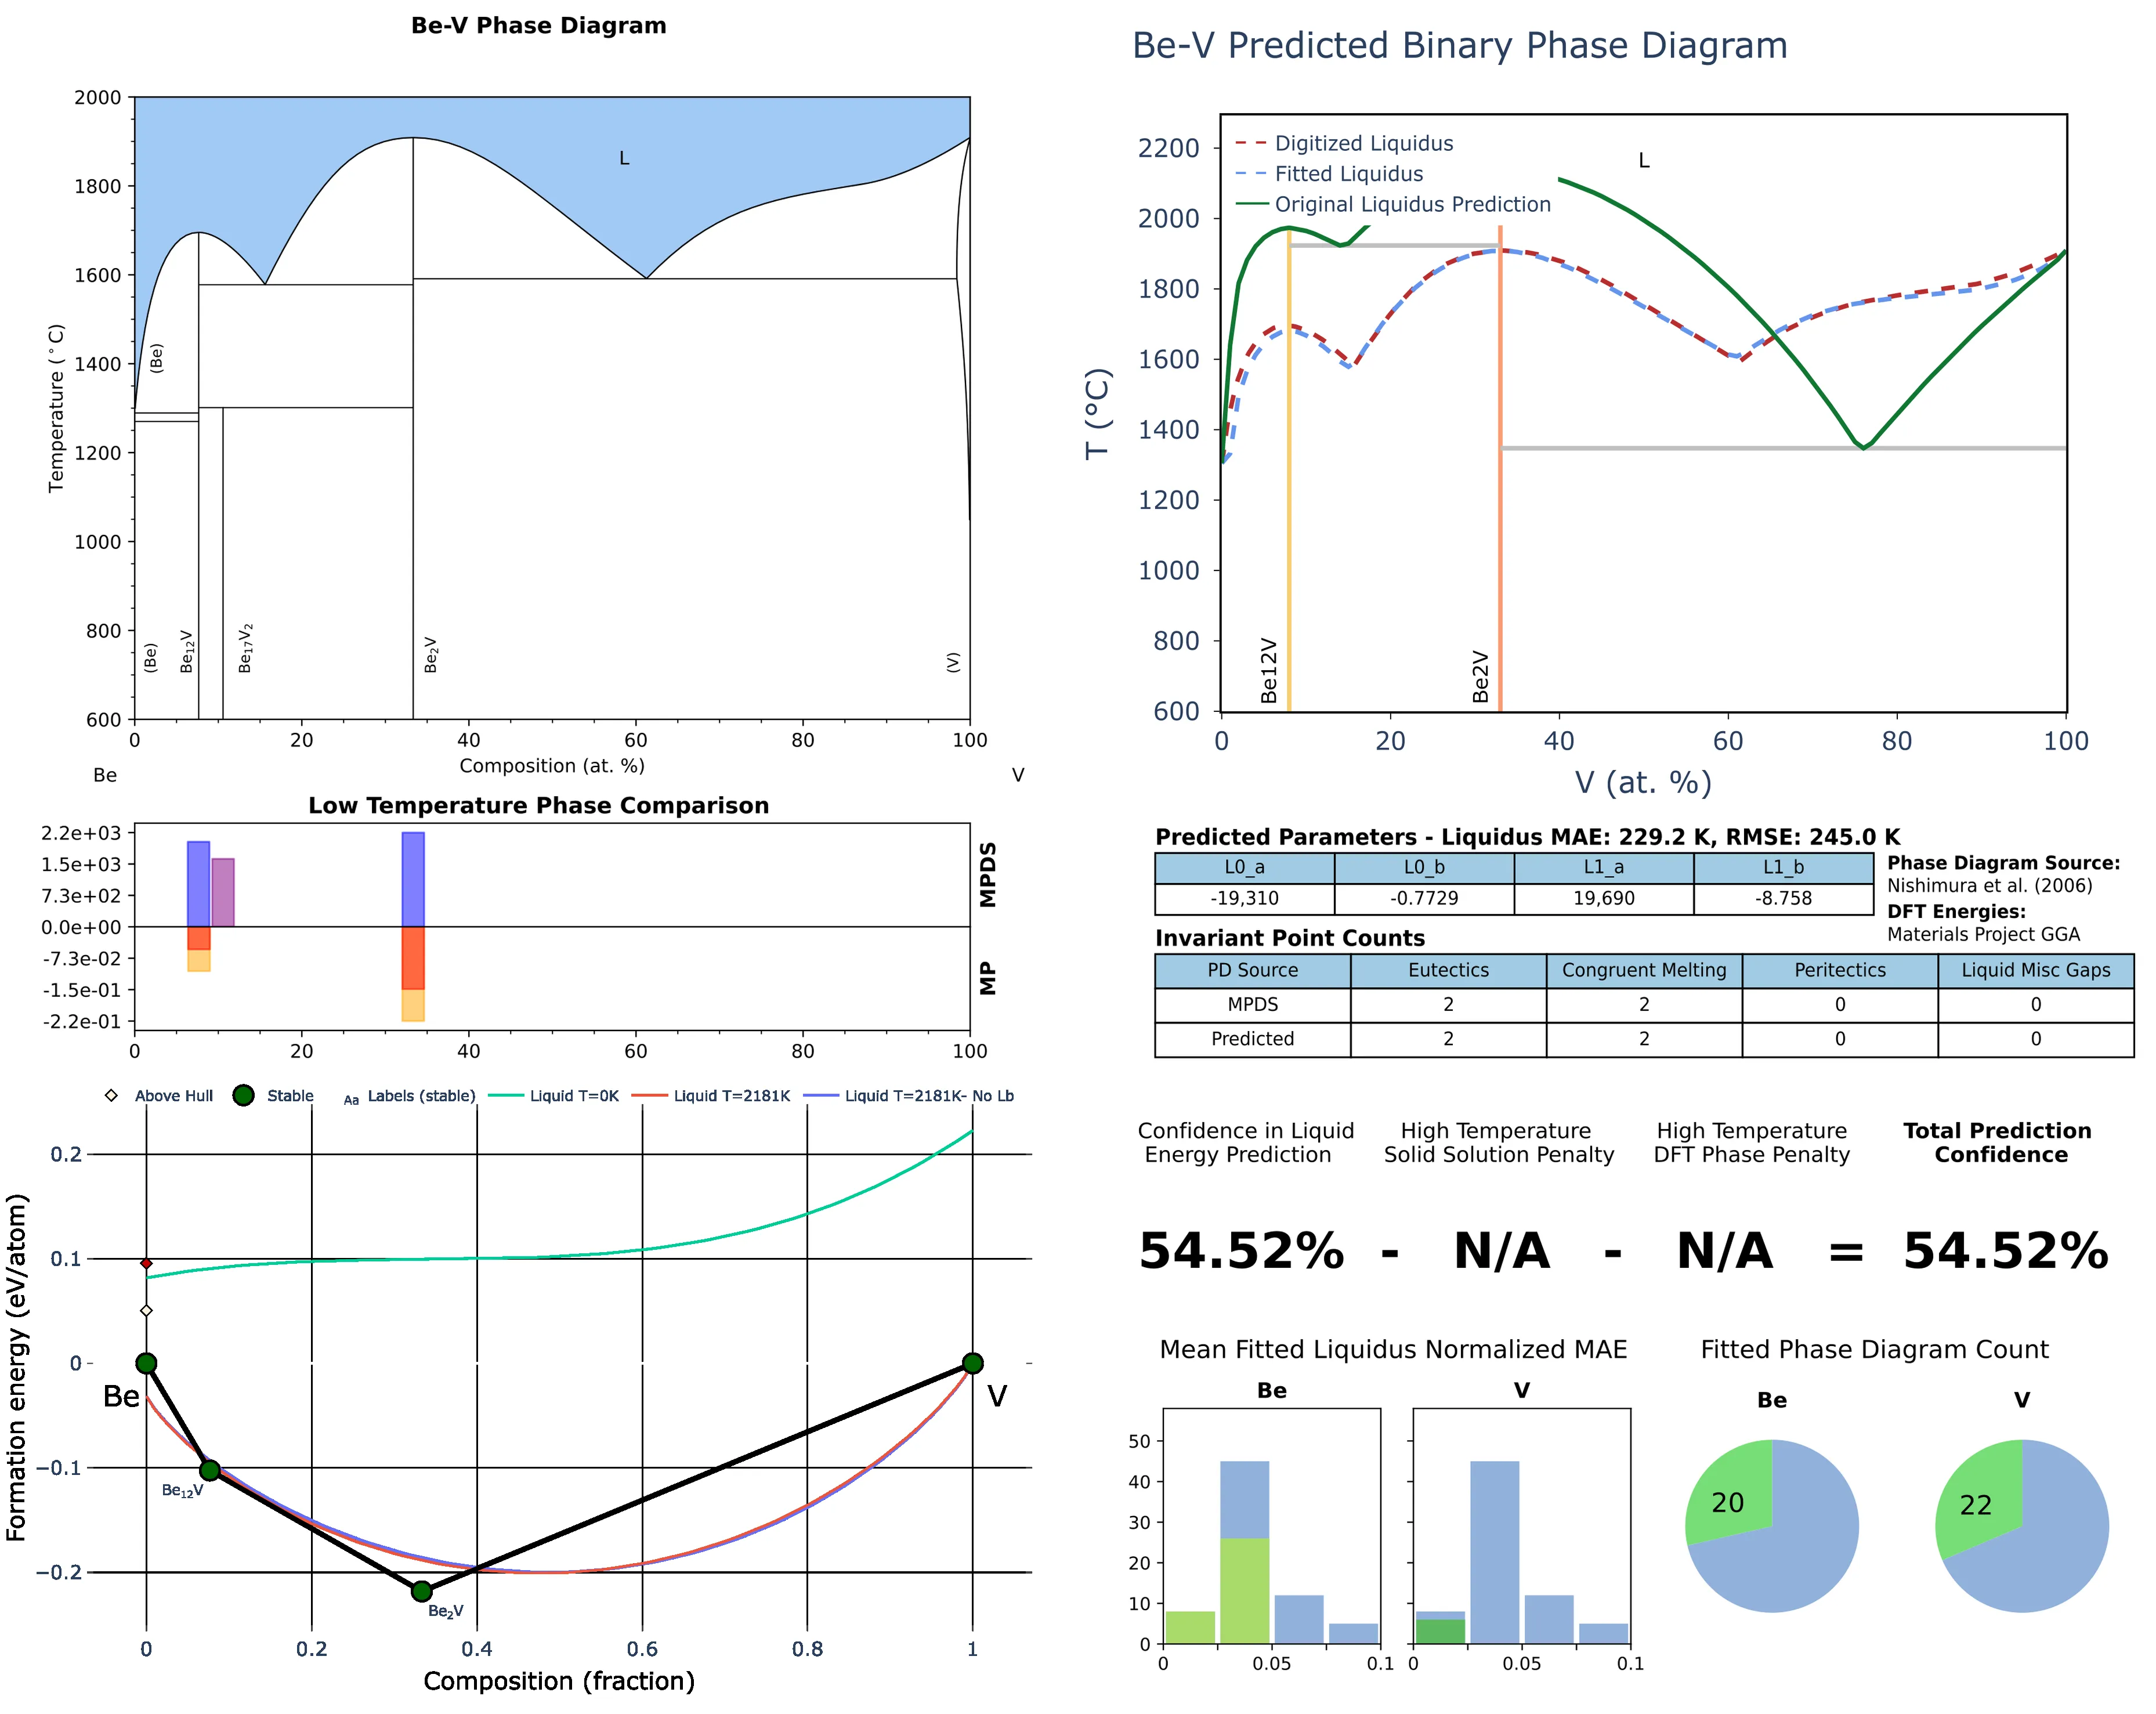 Be-V Phase Diagram
2000
1800
1600
1400
1200
1000
800
600
Temperature (°C)
L
(Be)
(Be)
Be12V
Be17V2
Be2V
(V)
0
20
40
60
80
100
Composition (at. %)
Be
V
Low Temperature Phase Comparison
2.2e+03
1.5e+03
7.3e+02
0.0e+00
-7.3e-02
-1.5e-01
-2.2e-01
MPDS
MP
0
20
40
60
80
100
Above Hull
Stable
Aa Labels (stable)
Liquid T=0K
Liquid T=2181K
Liquid T=2181K- No Lb
0.2
0.1
0
−0.1
−0.2
Formation energy (eV/atom)
Be
V
Be12V
Be2V
0
0.2
0.4
0.6
0.8
1
Composition (fraction)
Be-V Predicted Binary Phase Diagram
Digitized Liquidus
Fitted Liquidus
Original Liquidus Prediction
L
2200
2000
1800
1600
1400
1200
1000
800
600
T (°C)
Be12V
Be2V
0
20
40
60
80
100
V (at. %)
Predicted Parameters - Liquidus MAE: 229.2 K, RMSE: 245.0 K
L0_a L0_b L1_a L1_b
-19,310 -0.7729 19,690 -8.758
Phase Diagram Source:
Nishimura et al. (2006)
DFT Energies:
Materials Project GGA
Invariant Point Counts
PD Source Eutectics Congruent Melting Peritectics Liquid Misc Gaps
MPDS 2 2 0 0
Predicted 2 2 0 0
Confidence in Liquid
Energy Prediction
High Temperature
Solid Solution Penalty
High Temperature
DFT Phase Penalty
Total Prediction
Confidence
54.52% - N/A - N/A = 54.52%
Mean Fitted Liquidus Normalized MAE
Be
V
50
40
30
20
10
0
0
0.05
0.1
0
0.05
0.1
Fitted Phase Diagram Count
Be
V
20
22